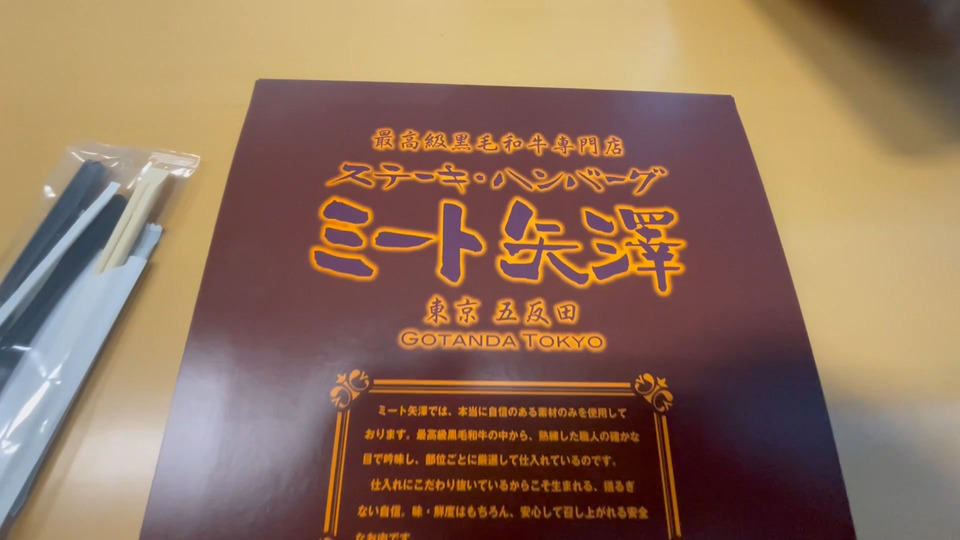 最高級黒毛和牛専門店
ステーキ・ハンバーグ
ミート矢澤
東京 五反田
GOTANDA TOKYO
ミート矢澤では、本当に自信のある素材のみを使用して
おります。最高級黒毛和牛の中から、熟練した職人の確かな
目で吟味し、部位ごとに厳選して仕入れているのです。
仕入れにこだわり抜いているからこそ生まれる、揺るぎ
ない自信。味・鮮度はもちろん、安心して召し上がれる安全
なお肉です。